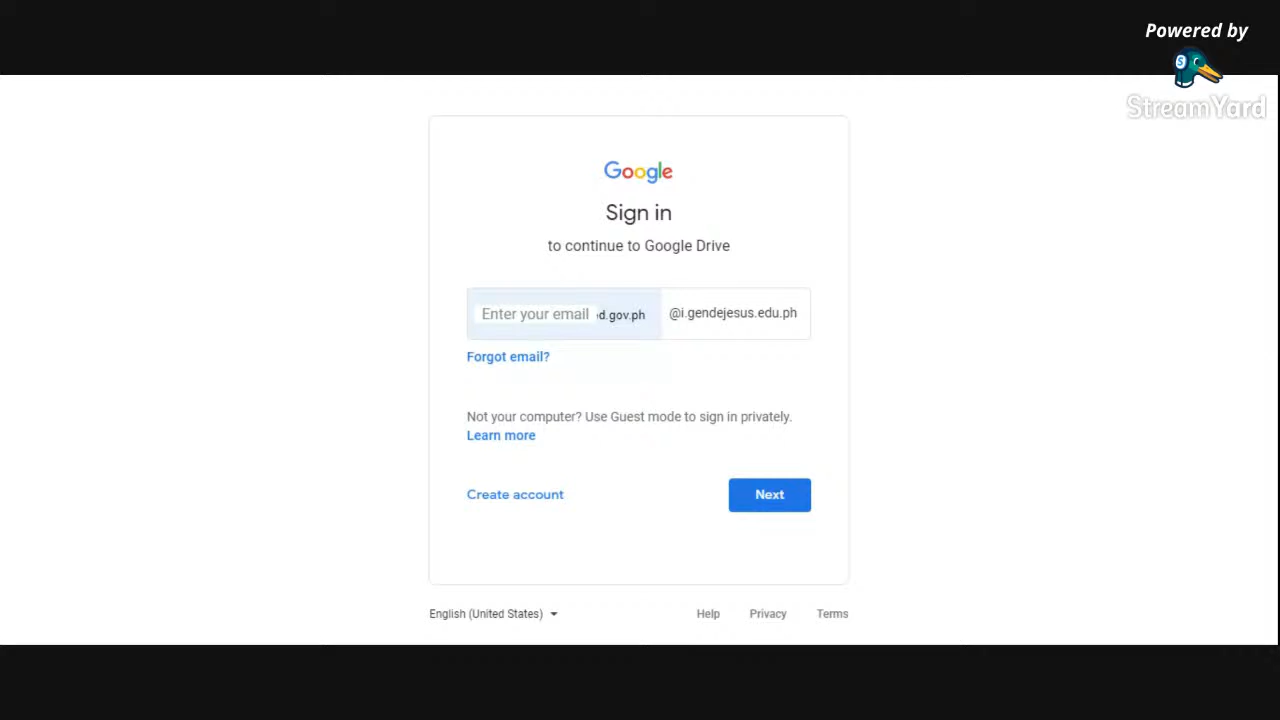 Powered by
StreamYard
Google
Sign in
to continue to Google Drive
Enter your email d.gov.ph @i.gendejesus.edu.ph
Forgot email?
Not your computer? Use Guest mode to sign in privately.
Learn more
Create account Next
English (United States) Help Privacy Terms